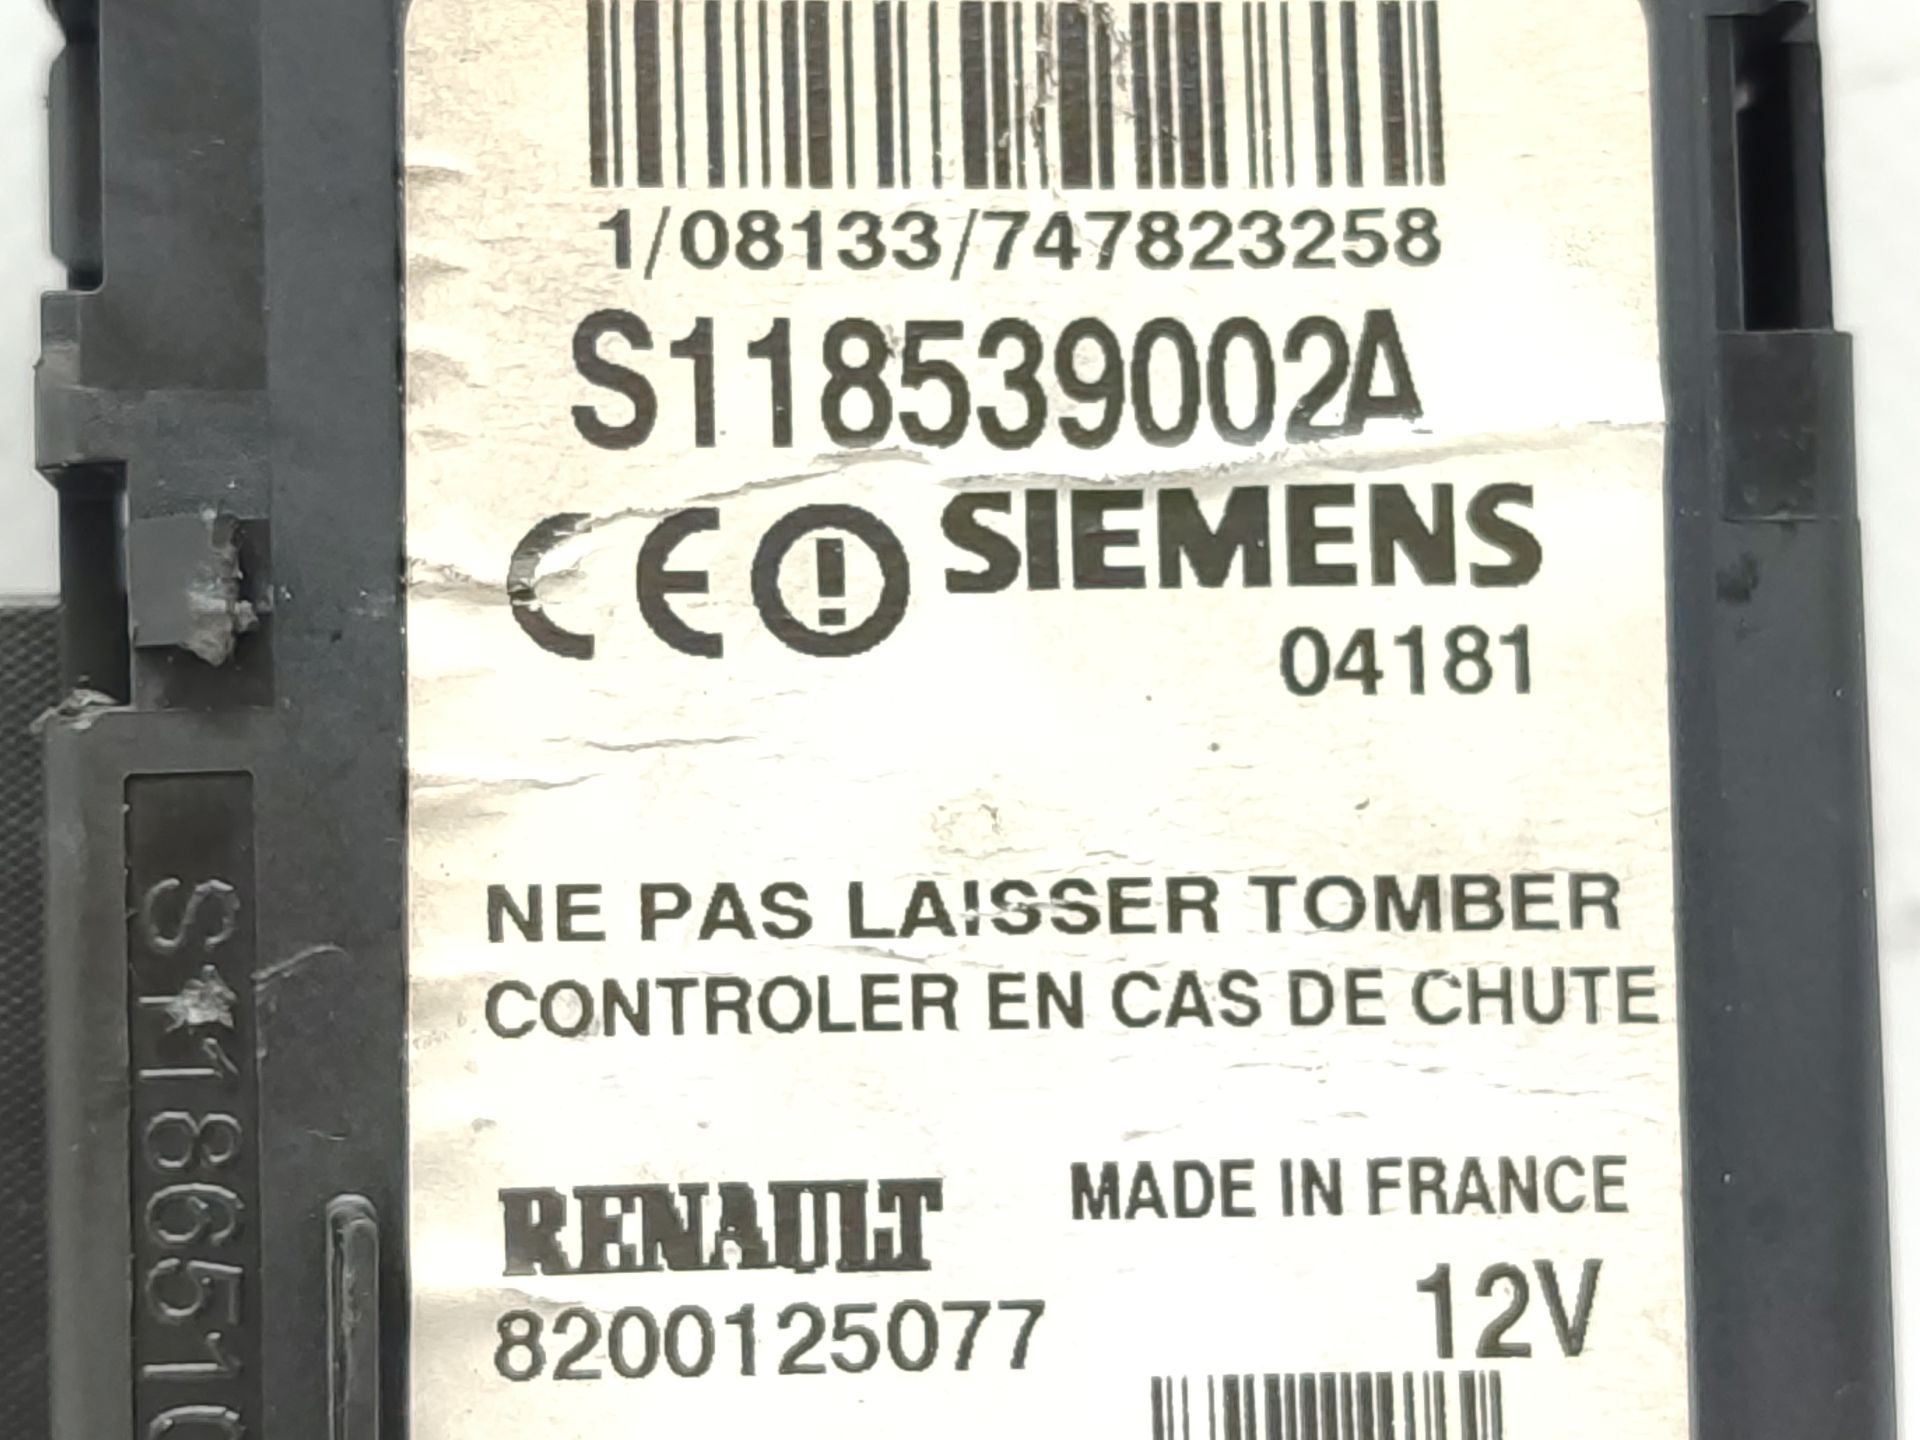 1/08133/747823258
S118539002A
CE SIEMENS
04181
NE PAS LAISSER TOMBER
CONTROLER EN CAS DE CHUTE
MADE IN FRANCE
RENAULT
8200125077
12V